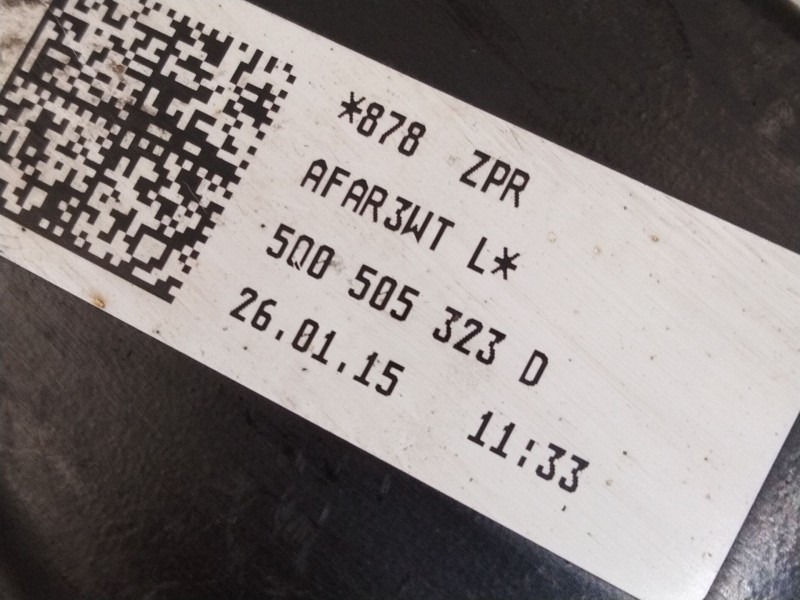 *878 ZPR
AFAR3WT L*
5Q0 505 323 D
26.01.15 11:33